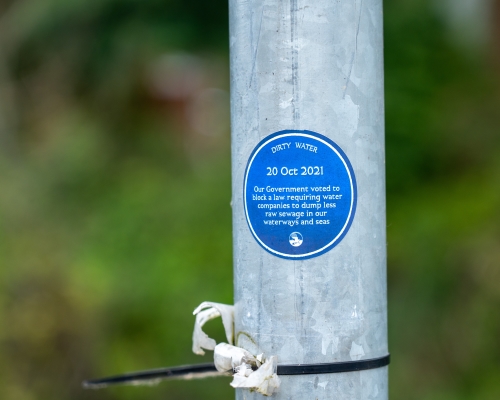 DIRTY WATER
20 Oct 2021
Our Government voted to
block a law requiring water
companies to dump less
raw sewage in our
waterways and seas